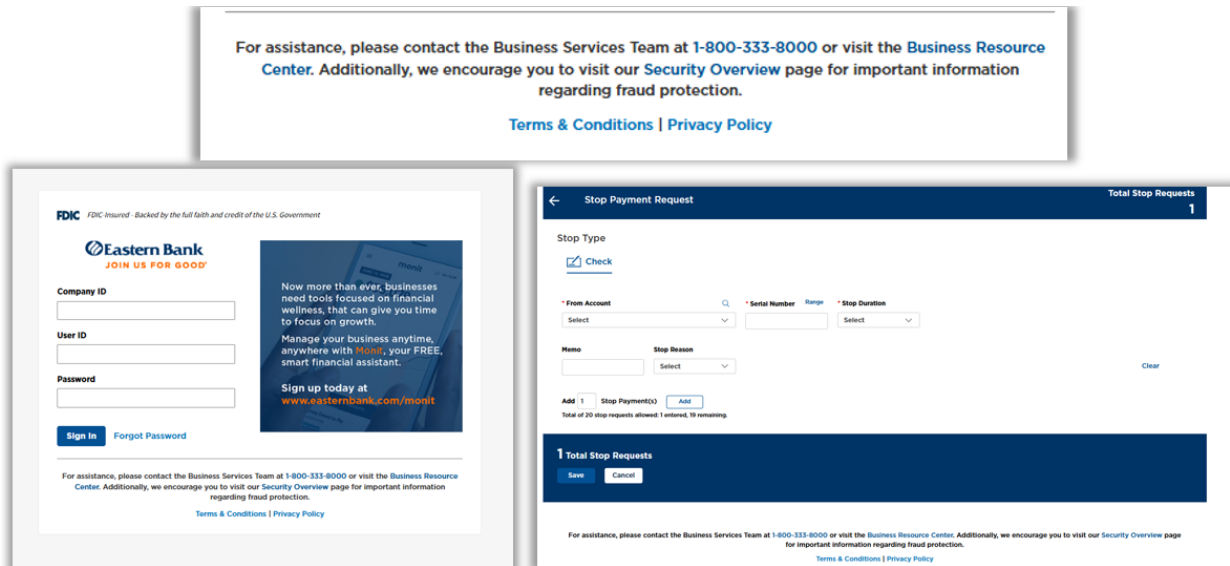 For assistance, please contact the Business Services Team at 1-800-333-8000 or visit the Business Resource
Center. Additionally, we encourage you to visit our Security Overview page for important information
regarding fraud protection.
Terms & Conditions | Privacy Policy
FDIC FDIC-Insured - Backed by the full faith and credit of the U.S. Government
Eastern Bank
JOIN US FOR GOOD
Company ID
User ID
Password
Sign In Forgot Password
monit
Now more than ever, businesses
need tools focused on financial
wellness, that can give you time
to focus on growth.
Manage your business anytime,
anywhere with Monit, your FREE,
smart financial assistant.
Sign up today at
www.easternbank.com/monit
For assistance, please contact the Business Services Team at 1-800-333-8000 or visit the Business Resource
Center. Additionally, we encourage you to visit our Security Overview page for important information
regarding fraud protection.
Terms & Conditions | Privacy Policy
Stop Payment Request
Total Stop Requests
1
Stop Type
Check
* From Account * Serial Number Range * Stop Duration
Select Select
Memo Stop Reason
Select
Clear
Add 1 Stop Payment(s) Add
Total of 20 stop requests allowed: 1 entered, 19 remaining.
1 Total Stop Requests
Save Cancel
For assistance, please contact the Business Services Team at 1-800-333-8000 or visit the Business Resource Center. Additionally, we encourage you to visit our Security Overview page
for important information regarding fraud protection.
Terms & Conditions | Privacy Policy